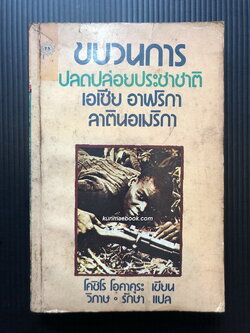 ขบวนการ
ปลดปล่อยประชาชาติ
เอเซีย อาฟริกา
ลาตินอเมริกา
kunmaebook.com
โคชิโร โอคาคุระ เขียน
วิภาษ รักษา แปล